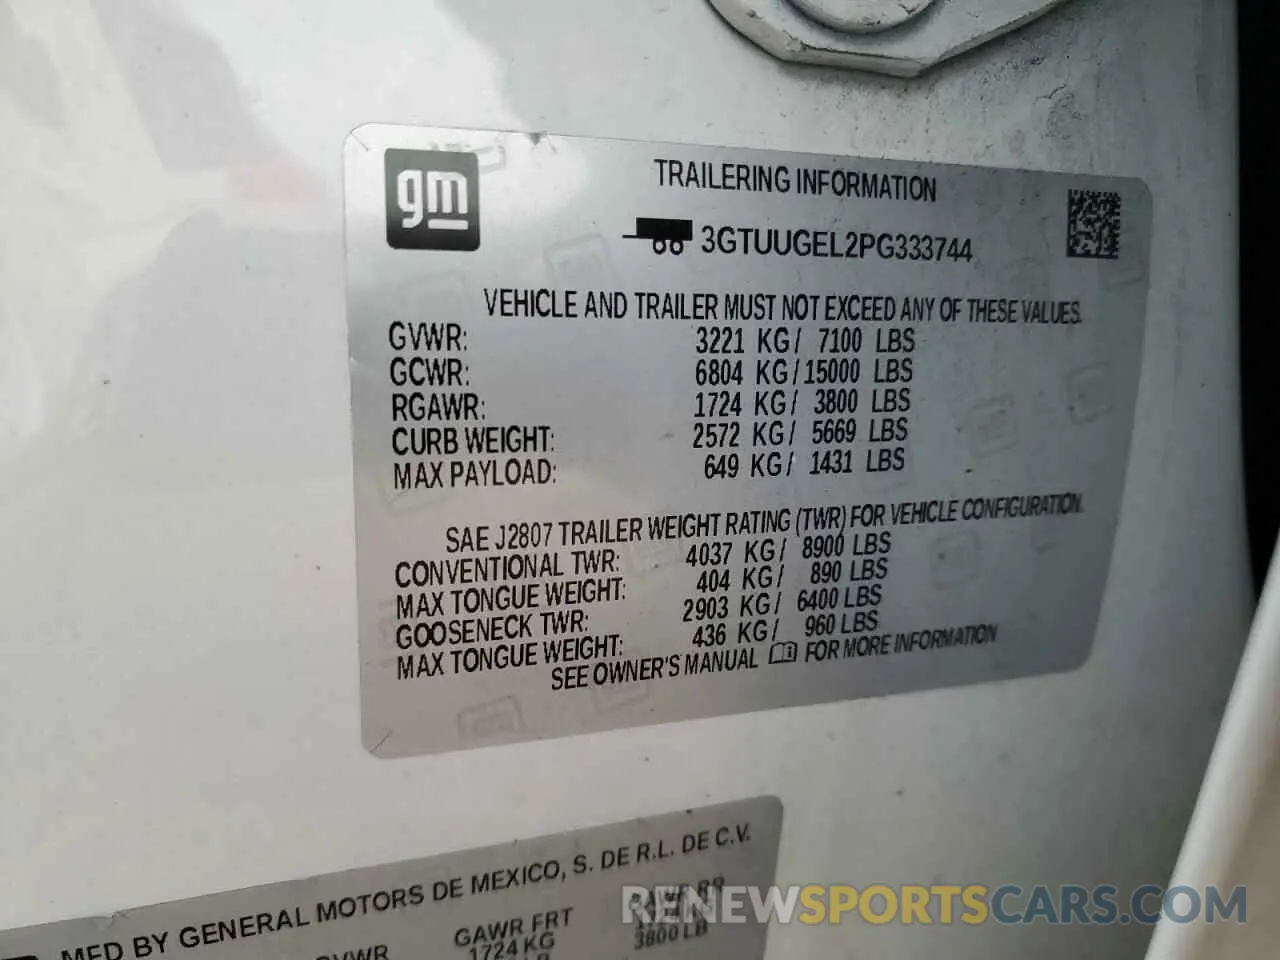 gm
TRAILERING INFORMATION
3GTUUGEL2PG333744
VEHICLE AND TRAILER MUST NOT EXCEED ANY OF THESE VALUES.
GVWR: 3221 KG/ 7100 LBS
GCWR: 6804 KG/15000 LBS
RGAWR: 1724 KG/ 3800 LBS
CURB WEIGHT: 2572 KG/ 5669 LBS
MAX PAYLOAD: 649 KG/ 1431 LBS
SAE J2807 TRAILER WEIGHT RATING (TWR) FOR VEHICLE CONFIGURATION.
CONVENTIONAL TWR: 4037 KG/ 8900 LBS
MAX TONGUE WEIGHT: 404 KG/ 890 LBS
GOOSENECK TWR: 2903 KG/ 6400 LBS
MAX TONGUE WEIGHT: 436 KG/ 960 LBS
SEE OWNER'S MANUAL FOR MORE INFORMATION
MFD BY GENERAL MOTORS DE MEXICO, S. DE R.L. DE C.V.
GVWR GAWR FRT GAWR RR
1724 KG
3800 LB
RENEWSPORTSCARS.COM